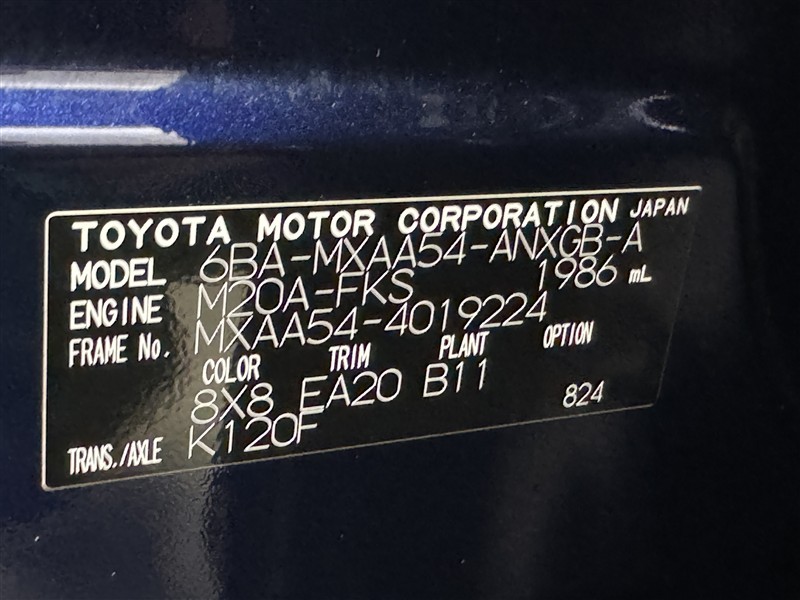 TOYOTA MOTOR CORPORATION JAPAN
MODEL 6BA-MXAA54-ANXGB-A
ENGINE M20A-FKS 1986 mL
FRAME No. MXAA54-4019224
COLOR TRIM PLANT OPTION
8X8 EA20 B11 824
TRANS./AXLE K120F